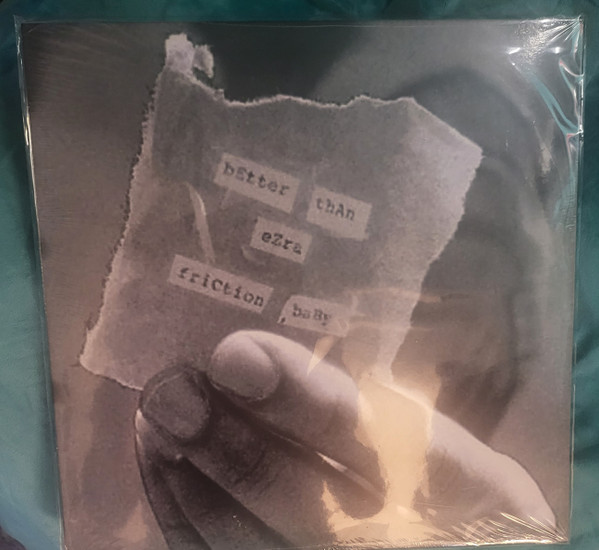 bEtter thAn
eZra
friCtion, baBy